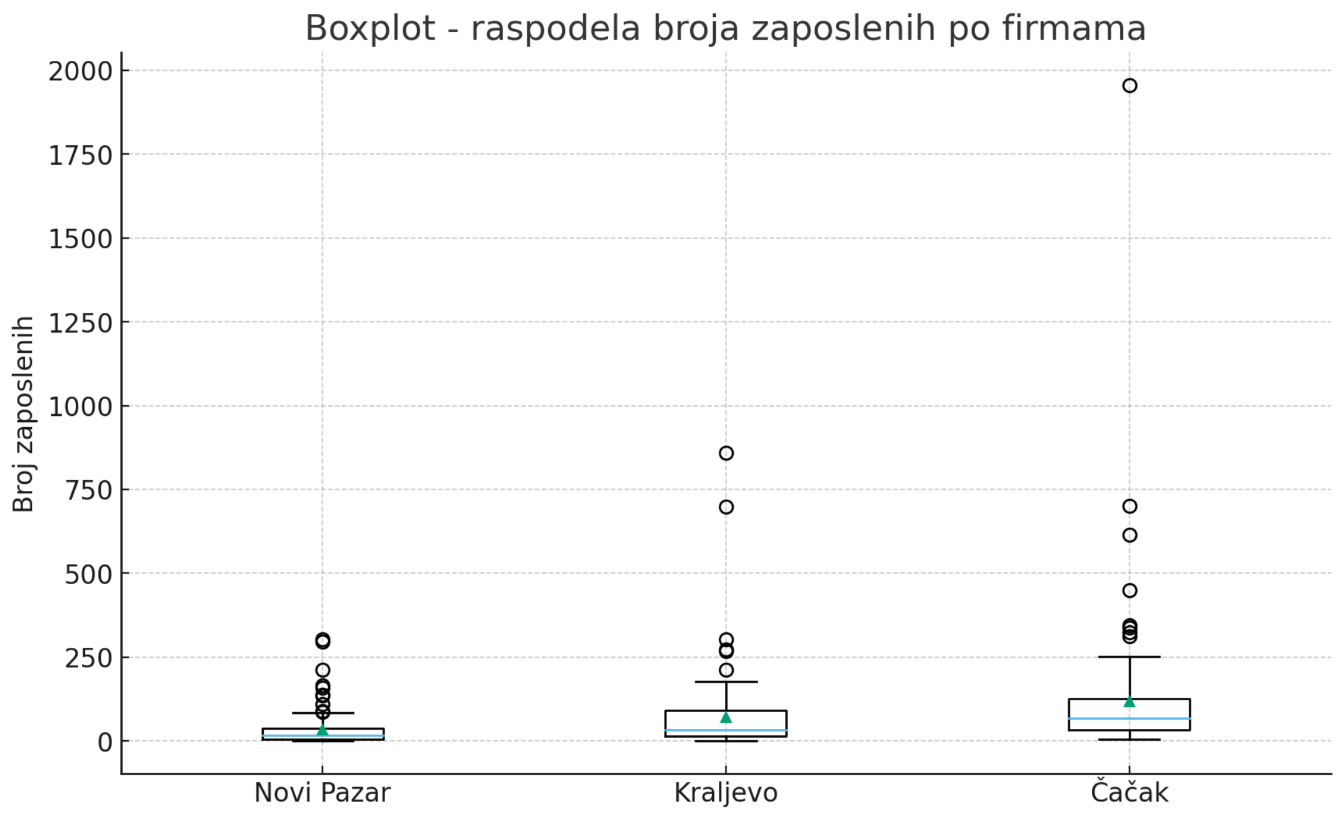 Boxplot - raspodela broja zaposlenih po firmama
Broj zaposlenih
2000
1750
1500
1250
1000
750
500
250
0
Novi Pazar
Kraljevo
Čačak